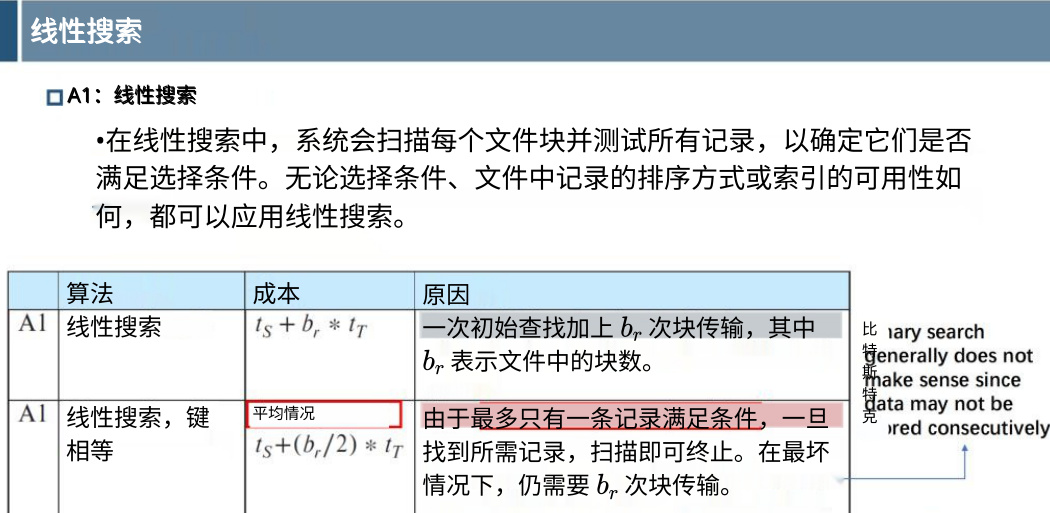 线性搜索
A1：线性搜索
•在线性搜索中，系统会扫描每个文件块并测试所有记录，以确定它们是否
满足选择条件。无论选择条件、文件中记录的排序方式或索引的可用性如
何，都可以应用线性搜索。
算法 成本 原因
A1 线性搜索 t_S + b_r * t_T 一次初始查找加上 b_r 次块传输，其中
b_r 表示文件中的块数。
A1 线性搜索，键
相等
平均情况
t_S+(b_r/2) * t_T
由于最多只有一条记录满足条件，一旦
找到所需记录，扫描即可终止。在最坏
情况下，仍需要 b_r 次块传输。
比特斯特克
search
generally does not
make sense since
data may not be
consecutively